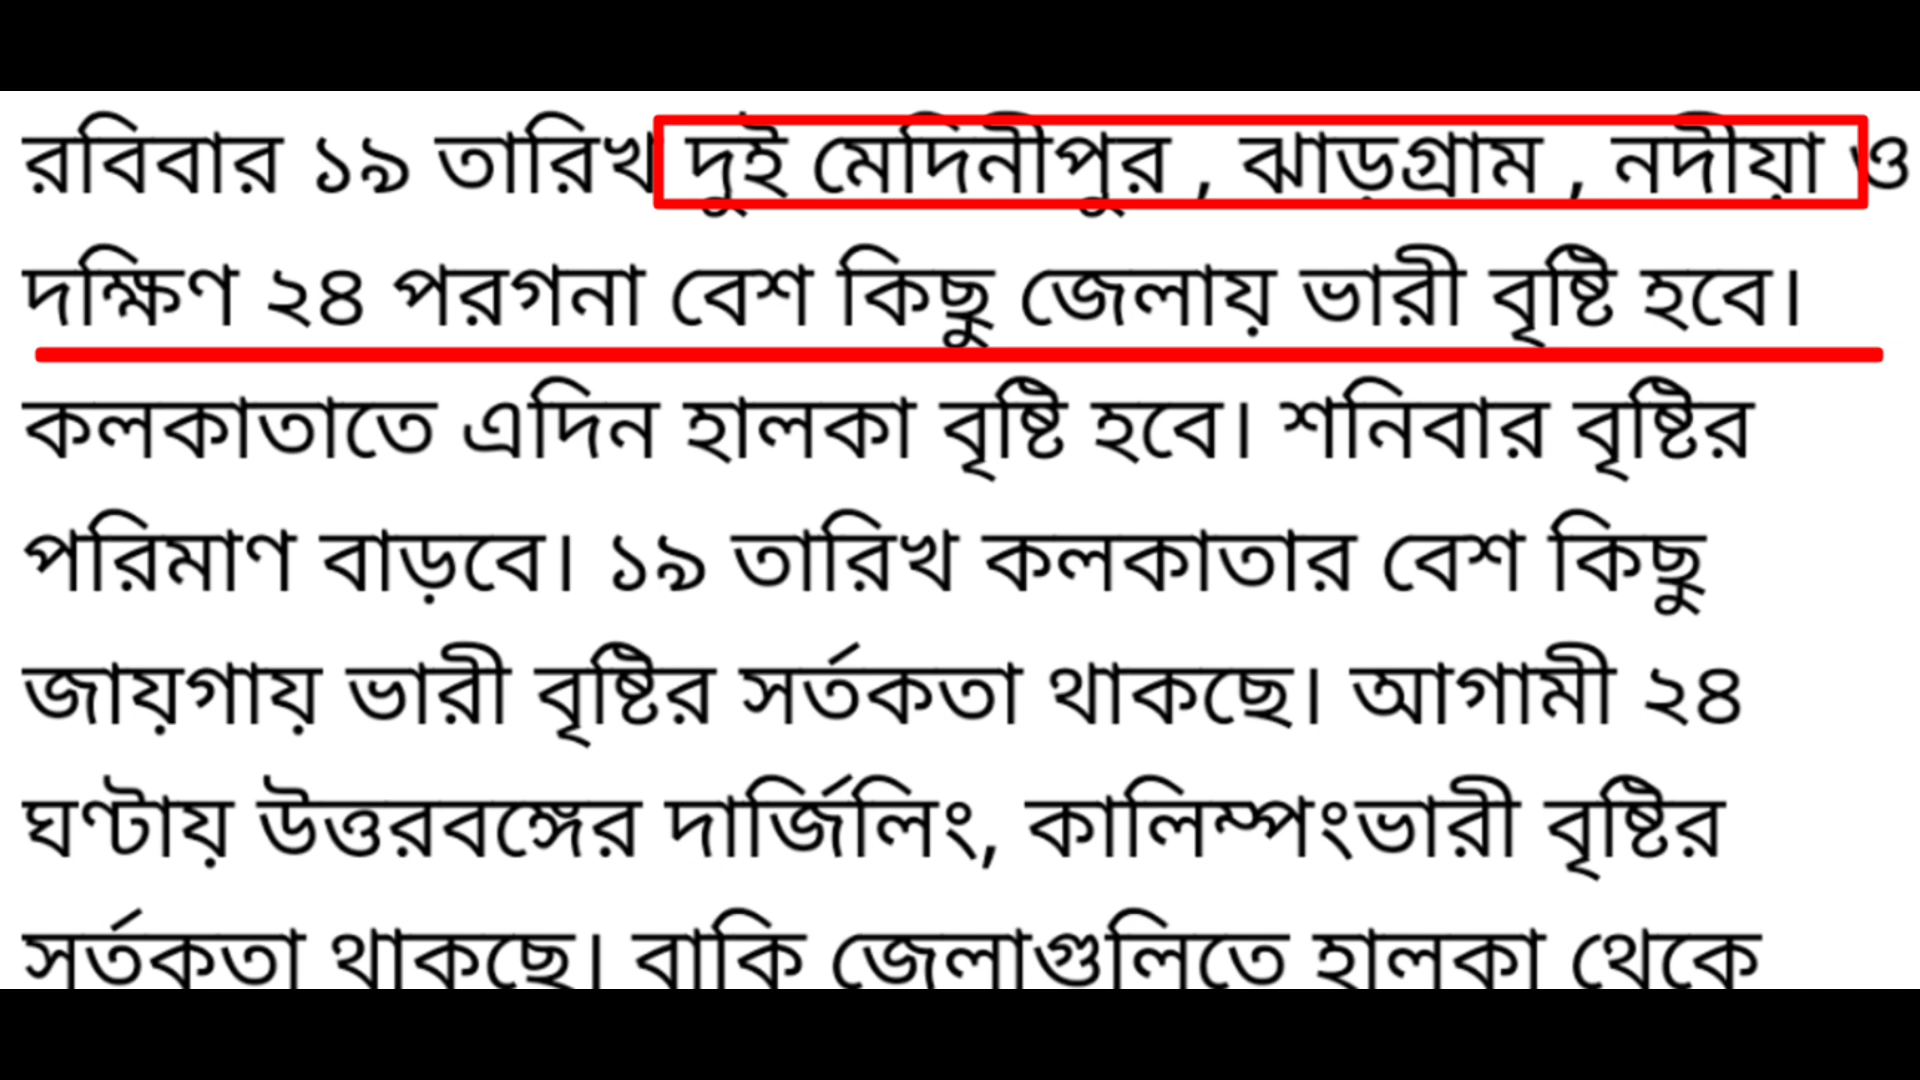 রবিবার ১৯ তারিখ দুই মেদিনীপুর , ঝাড়গ্রাম , নদীয়া ও
দক্ষিণ ২৪ পরগনা বেশ কিছু জেলায় ভারী বৃষ্টি হবে।
কলকাতাতে এদিন হালকা বৃষ্টি হবে। শনিবার বৃষ্টির
পরিমাণ বাড়বে। ১৯ তারিখ কলকাতার বেশ কিছু
জায়গায় ভারী বৃষ্টির সর্তকতা থাকছে। আগামী ২৪
ঘণ্টায় উত্তরবঙ্গের দার্জিলিং, কালিম্পংভারী বৃষ্টির
সর্তকতা থাকছে। বাকি জেলাগুলিতে হালকা থেকে